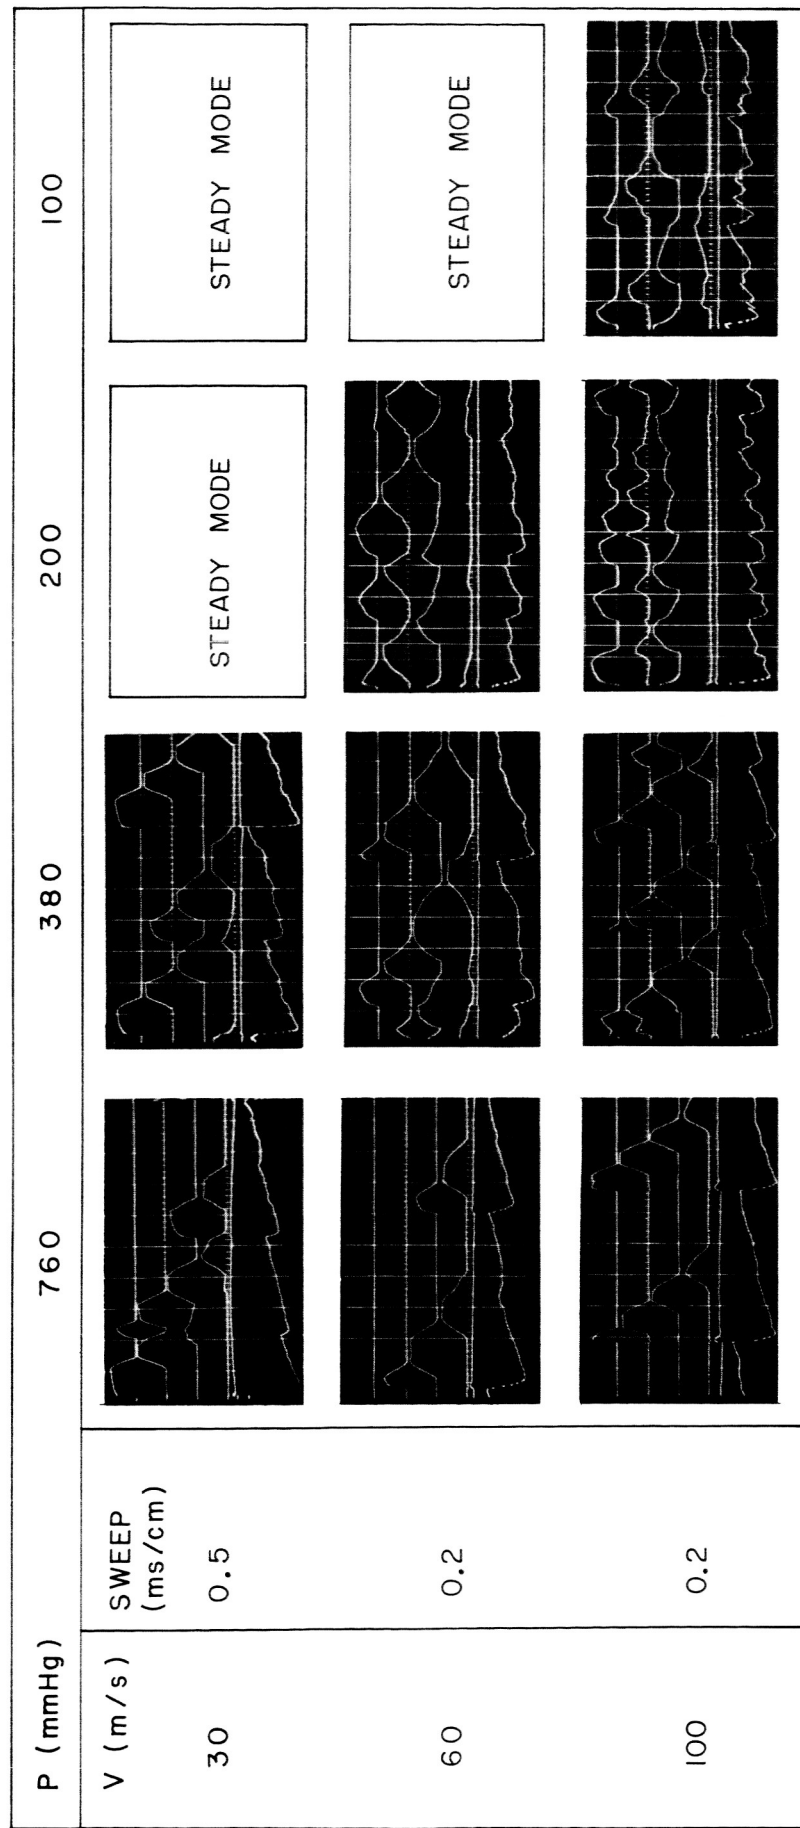 P (mmHg) 760 380 200 100
V (m/s) SWEEP (ms/cm)
30 0.5 STEADY MODE STEADY MODE
60 0.2 STEADY MODE
100 0.2